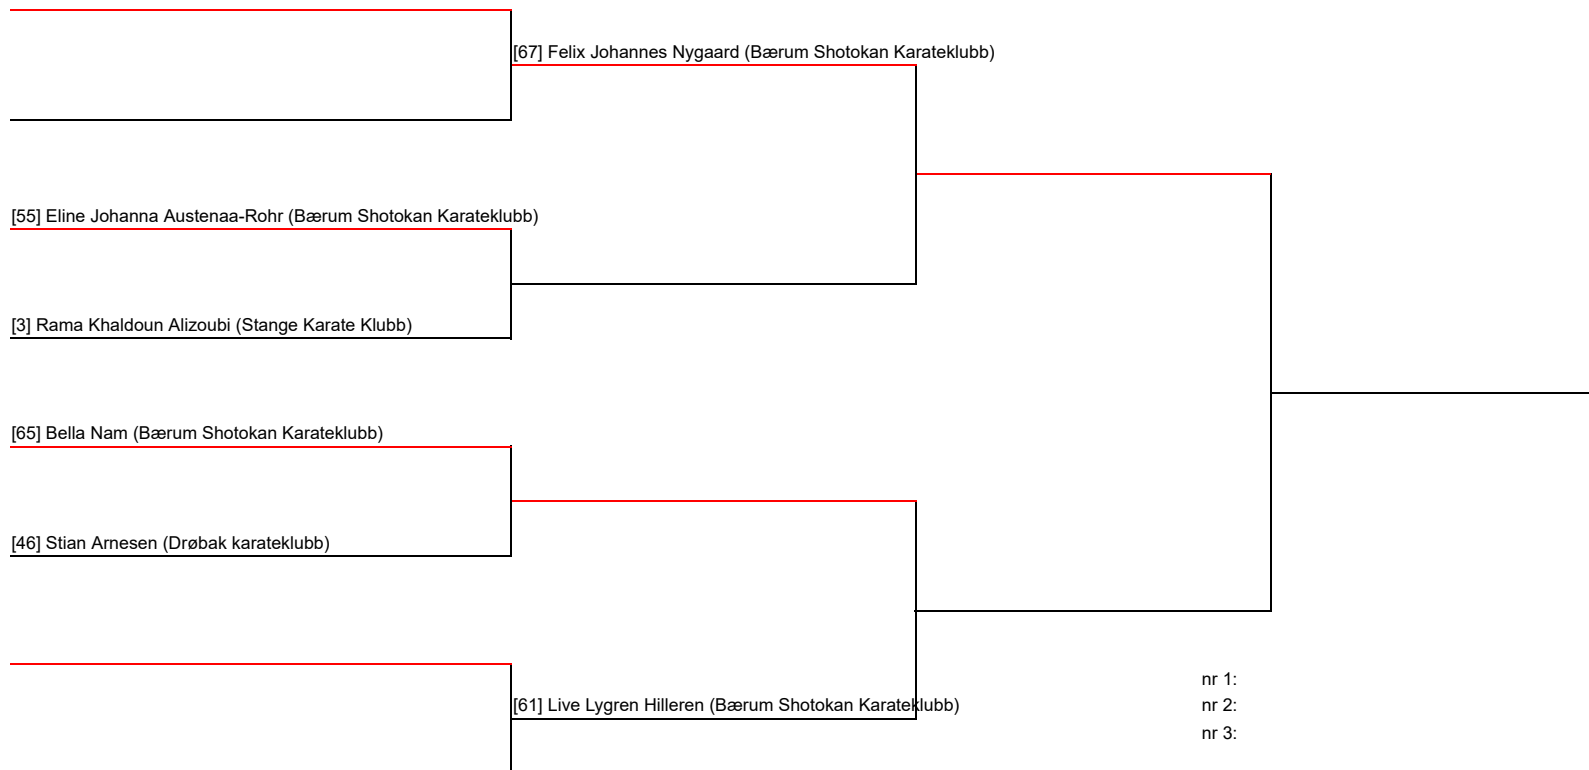 [67] Felix Johannes Nygaard (Bærum Shotokan Karateklubb)
[55] Eline Johanna Austenaa-Rohr (Bærum Shotokan Karateklubb)
[3] Rama Khaldoun Alizoubi (Stange Karate Klubb)
[65] Bella Nam (Bærum Shotokan Karateklubb)
[46] Stian Arnesen (Drøbak karateklubb)
[61] Live Lygren Hilleren (Bærum Shotokan Karateklubb)
nr 1:
nr 2:
nr 3: